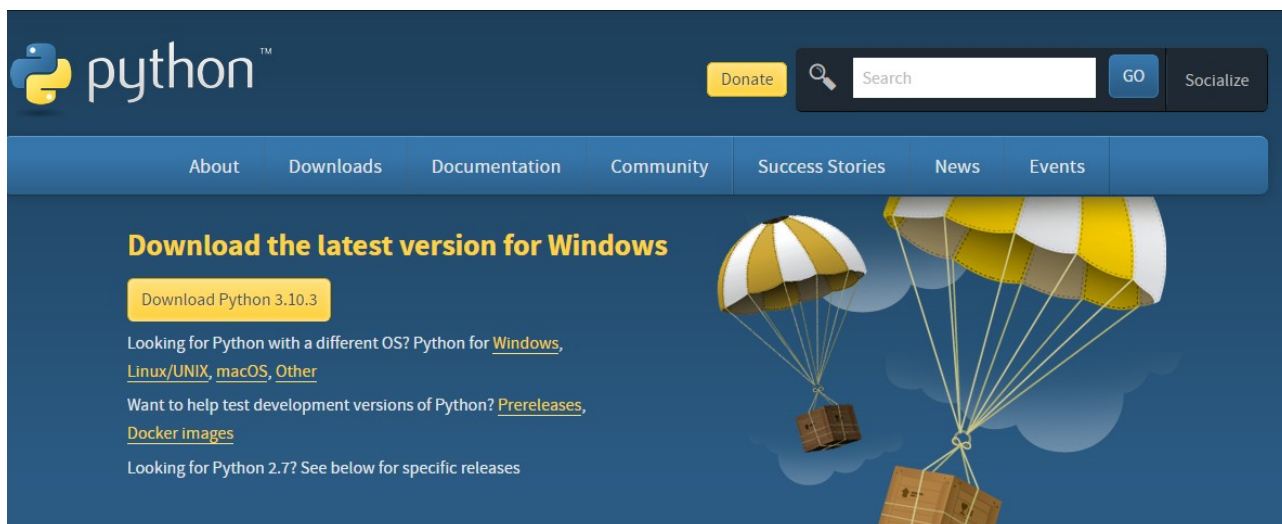 python™
Donate
Search
GO
Socialize
About
Downloads
Documentation
Community
Success Stories
News
Events
Download the latest version for Windows
Download Python 3.10.3
Looking for Python with a different OS? Python for Windows,
Linux/UNIX, macOS, Other
Want to help test development versions of Python? Prereleases,
Docker images
Looking for Python 2.7? See below for specific releases